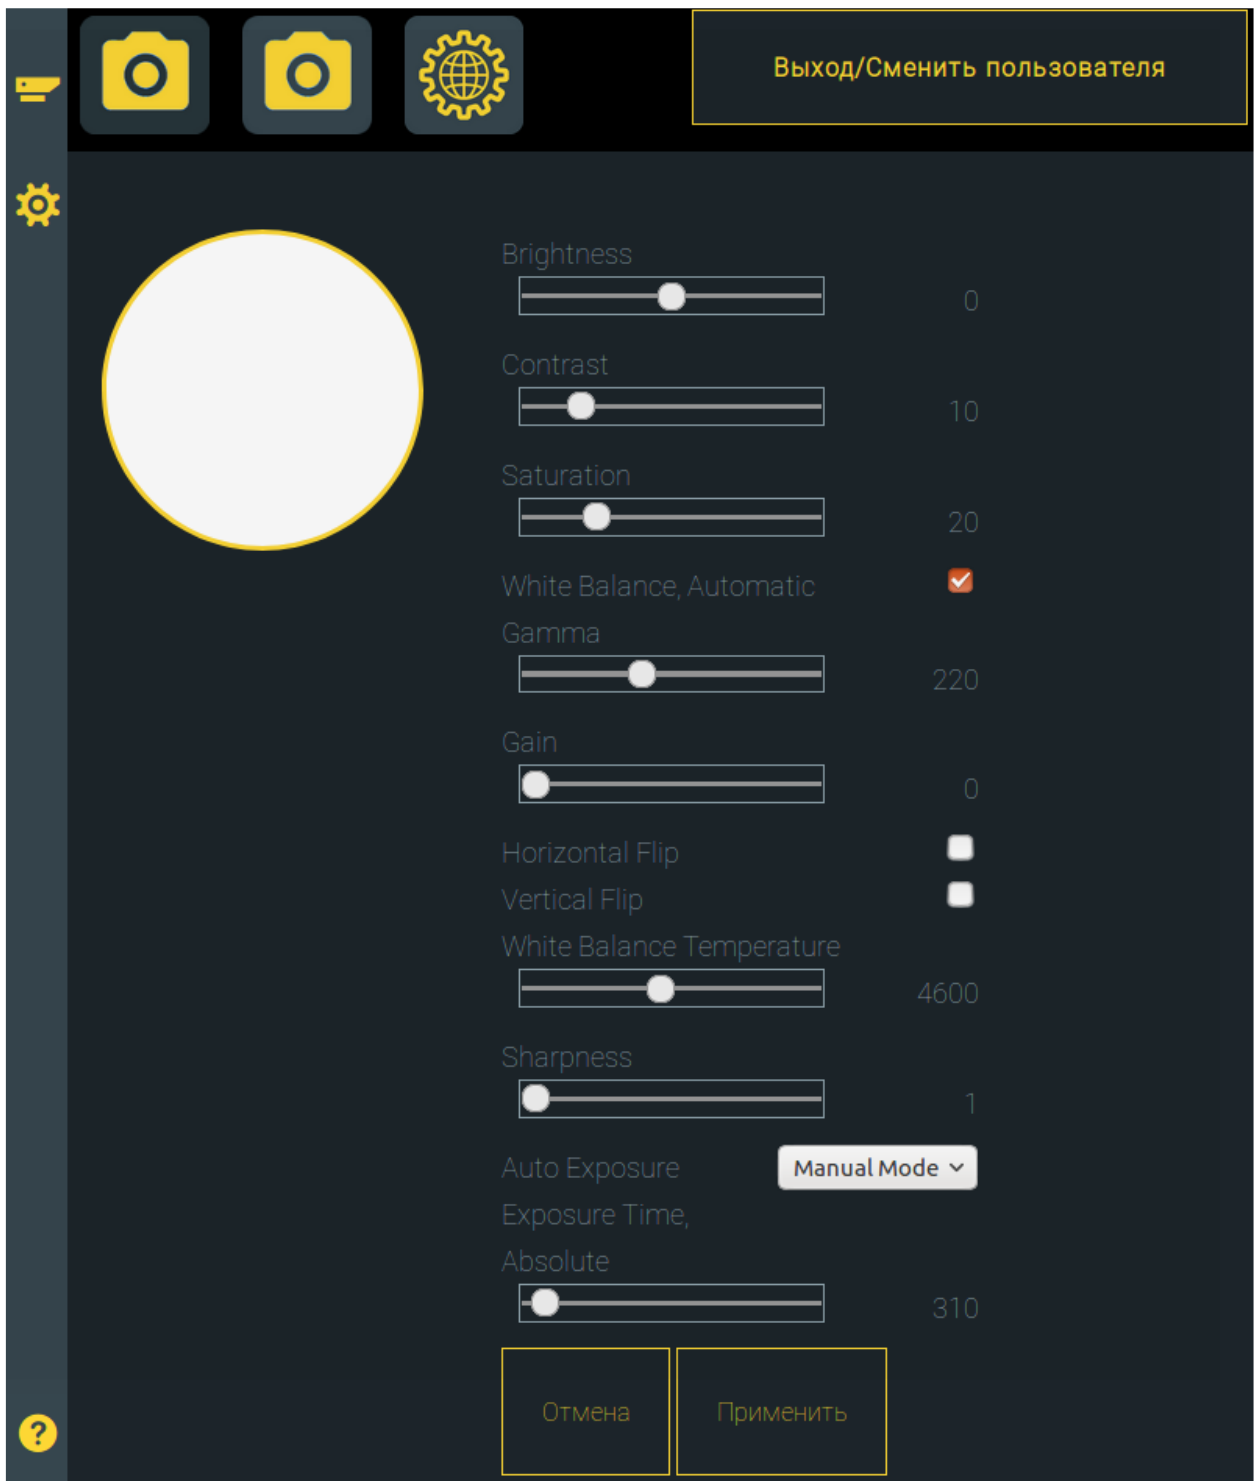 Выход/Сменить пользователя
Brightness
0
Contrast
10
Saturation
20
White Balance, Automatic
Gamma
220
Gain
0
Horizontal Flip
Vertical Flip
White Balance Temperature
4600
Sharpness
1
Auto Exposure Manual Mode
Exposure Time,
Absolute
310
Отмена Применить
?